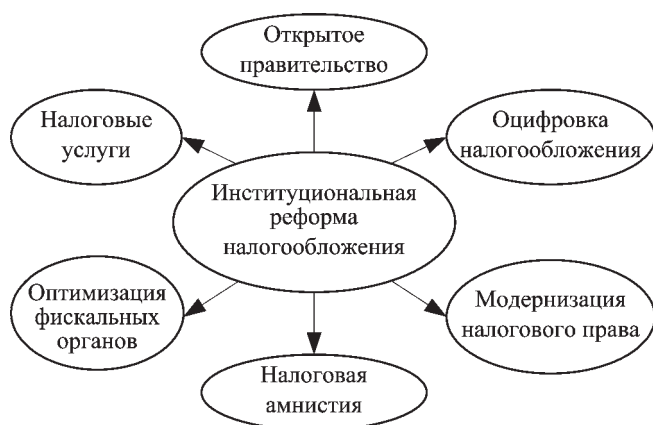 Открытое
правительство
Налоговые
услуги
Оцифровка
налогообложения
Институциональная
реформа
налогообложения
Оптимизация
фискальных
органов
Модернизация
налогового права
Налоговая
амнистия